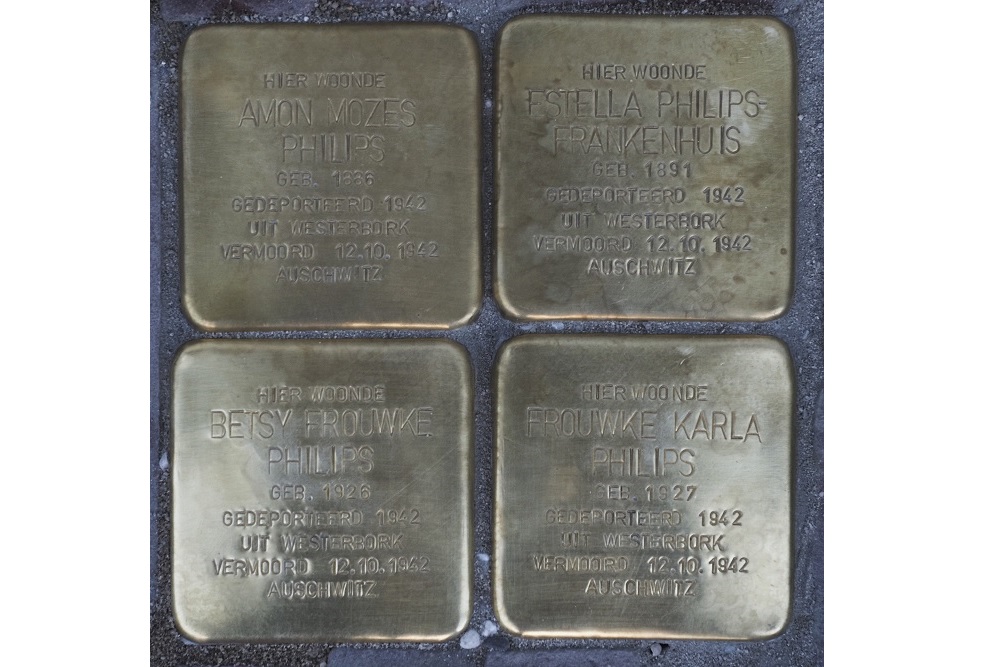 HIER WOONDE
AMON MOZES
PHILIPS
GEB. 1896
GEDEPORTEERD 1942
UIT WESTERBORK
VERMOORD 12.10.1942
AUSCHWITZ
HIER WOONDE
ESTELLA PHILIPS-
FRANKENHUIS
GEB. 1891
GEDEPORTEERD 1942
UIT WESTERBORK
VERMOORD 12.10.1942
AUSCHWITZ
HIER WOONDE
BETSY FROUWKE
PHILIPS
GEB. 1926
GEDEPORTEERD 1942
UIT WESTERBORK
VERMOORD 12.10.1942
AUSCHWITZ
HIER WOONDE
FROUWKE KARLA
PHILIPS
GEB. 1927
GEDEPORTEERD 1942
UIT WESTERBORK
VERMOORD 12.10.1942
AUSCHWITZ